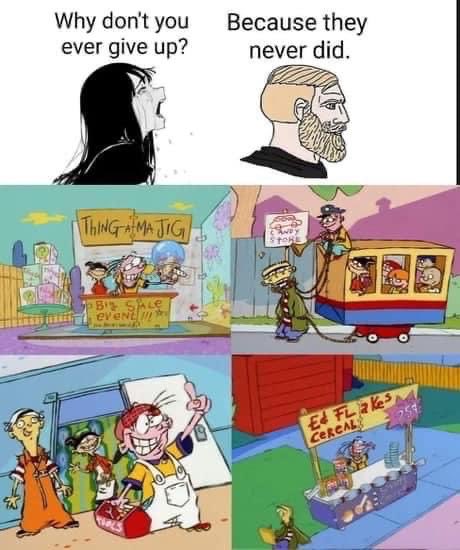 Why don't you
ever give up?
Because they
never did.
THING-A-MA JIG
BIG SALE
EVENT!!!
CANDY
STORE
Ed FLakes
CEREAL
25¢
TOOLS